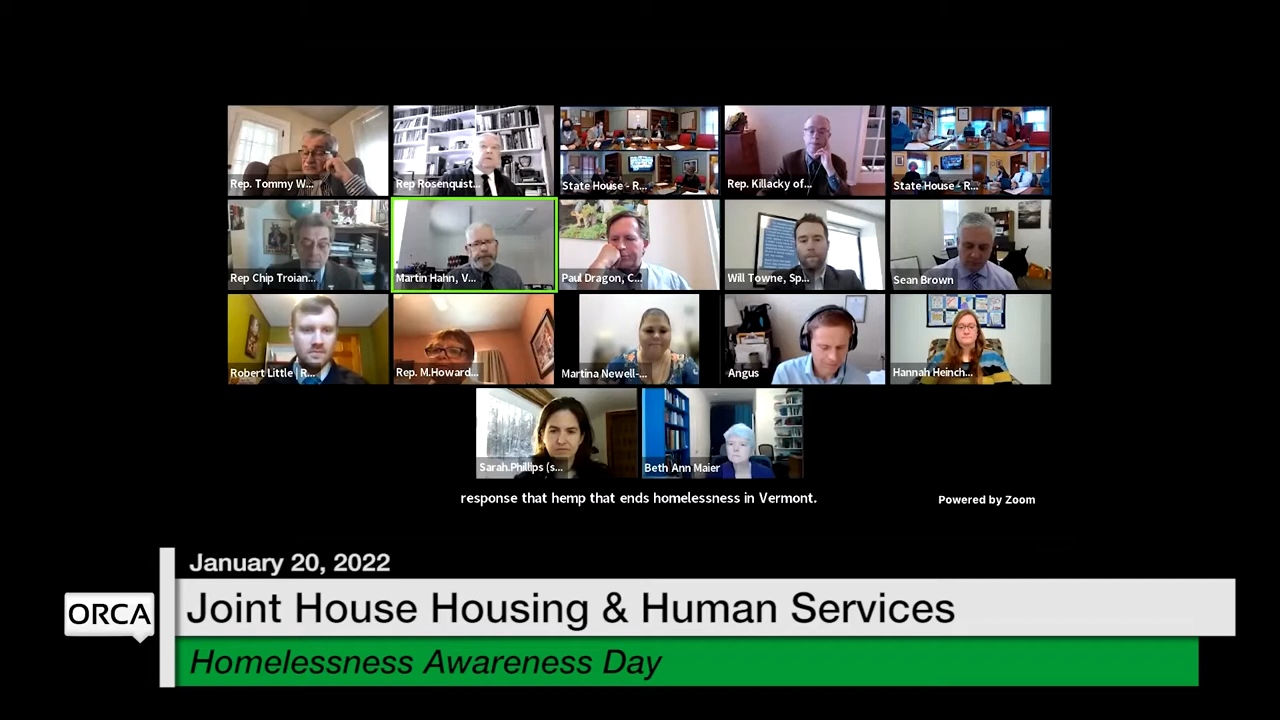 Rep. Tommy W...
Rep Rosenquist...
State House - R...
Rep. Killacky of...
State House - R...
Rep Chip Troian...
Martin Hahn, V...
Paul Dragon, C...
Will Towne, Sp...
Sean Brown
Robert Little | R...
Rep. M.Howard...
Martina Newell-...
Angus
Hannah Heinch...
Sarah.Phillips (s...
Beth Ann Maier
response that hemp that ends homelessness in Vermont.
Powered by Zoom
January 20, 2022
ORCA
Joint House Housing & Human Services
Homelessness Awareness Day